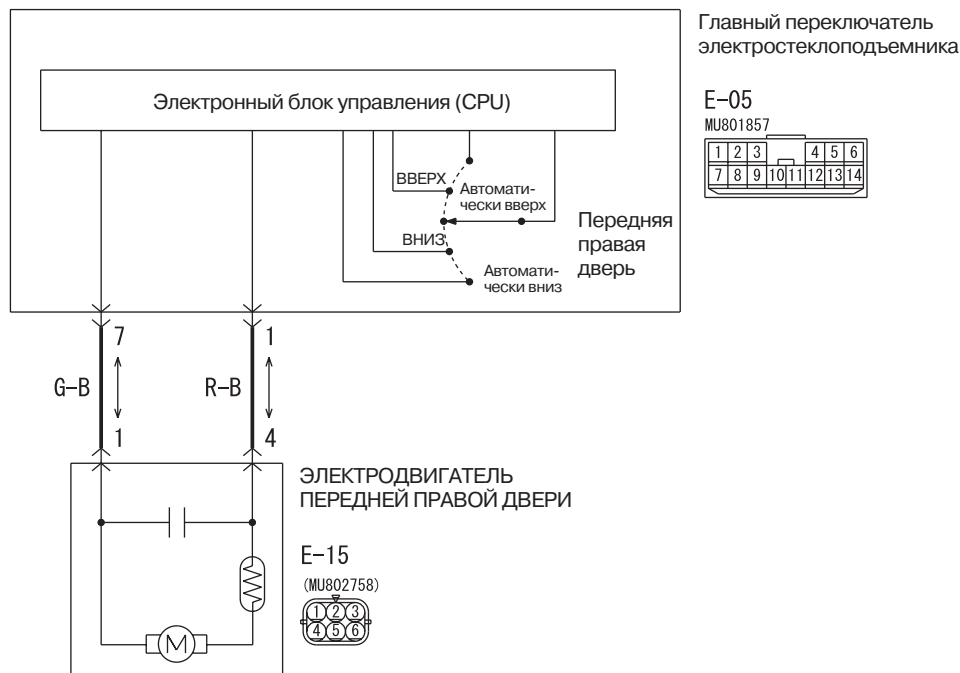 Главный переключатель
электростеклоподъемника
Электронный блок управления (CPU)
E-05
MU801857
1 2 3 4 5 6
7 8 9 10 11 12 13 14
ВВЕРХ
Автомати-
чески вверх
Передняя
правая
дверь
ВНИЗ
Автомати-
чески вниз
7 1
G-B R-B
1 4
ЭЛЕКТРОДВИГАТЕЛЬ
ПЕРЕДНЕЙ ПРАВОЙ ДВЕРИ
E-15
(MU802758)
1 2 3
4 5 6
M